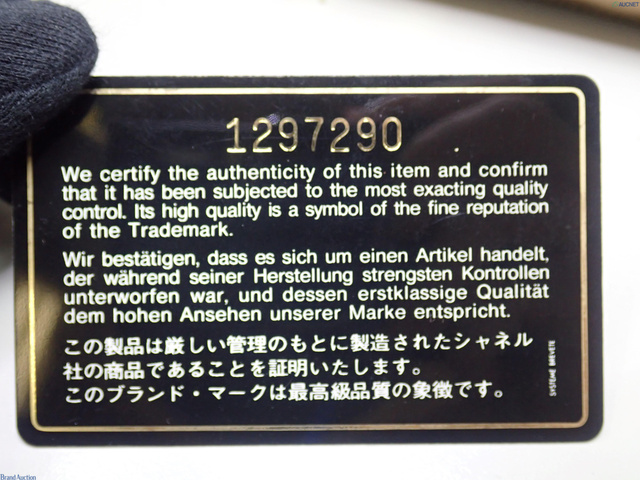 AUCNET
1297290
We certify the authenticity of this item and confirm
that it has been subjected to the most exacting quality
control. Its high quality is a symbol of the fine reputation
of the Trademark.
Wir bestätigen, dass es sich um einen Artikel handelt,
der während seiner Herstellung strengsten Kontrollen
unterworfen war, und dessen erstklassige Qualität
dem hohen Ansehen unserer Marke entspricht.
この製品は厳しい管理のもとに製造されたシャネル
社の商品であることを証明いたします。
このブランド・マークは最高級品質の象徴です。
SYSTEME BREVETE
Brand Auction